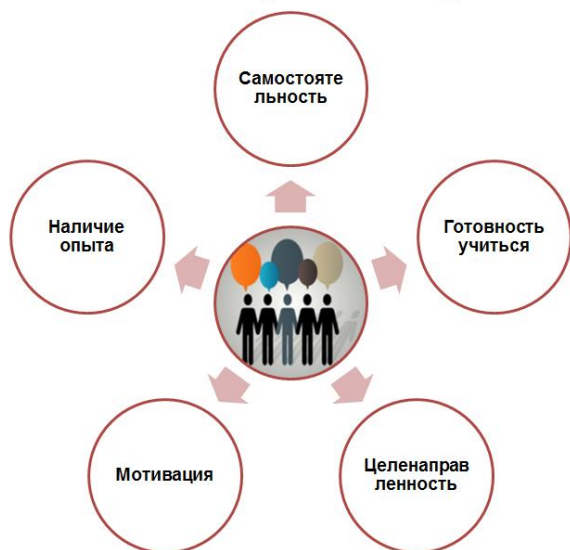 Самостояте
льность
Готовность
учиться
Целенаправ
ленность
Мотивация
Наличие
опыта